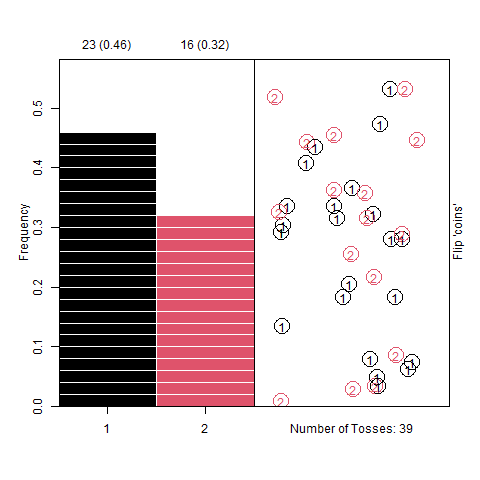 23 (0.46) 16 (0.32)
Frequency
0.5
0.4
0.3
0.2
0.1
0.0
1 2
Flip 'coins'
Number of Tosses: 39